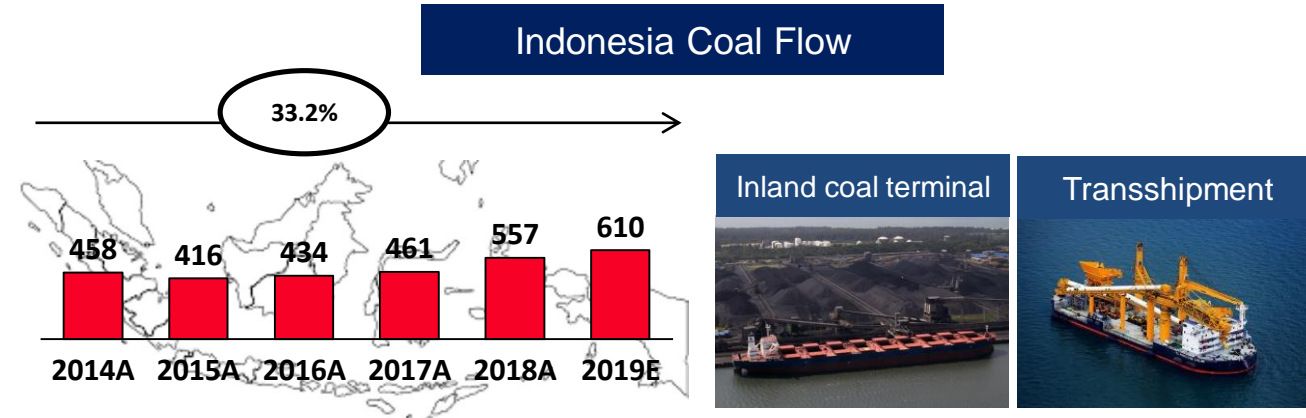 Indonesia Coal Flow
33.2%
458
416
434
461
557
610
2014A
2015A
2016A
2017A
2018A
2019E
Inland coal terminal
Transshipment